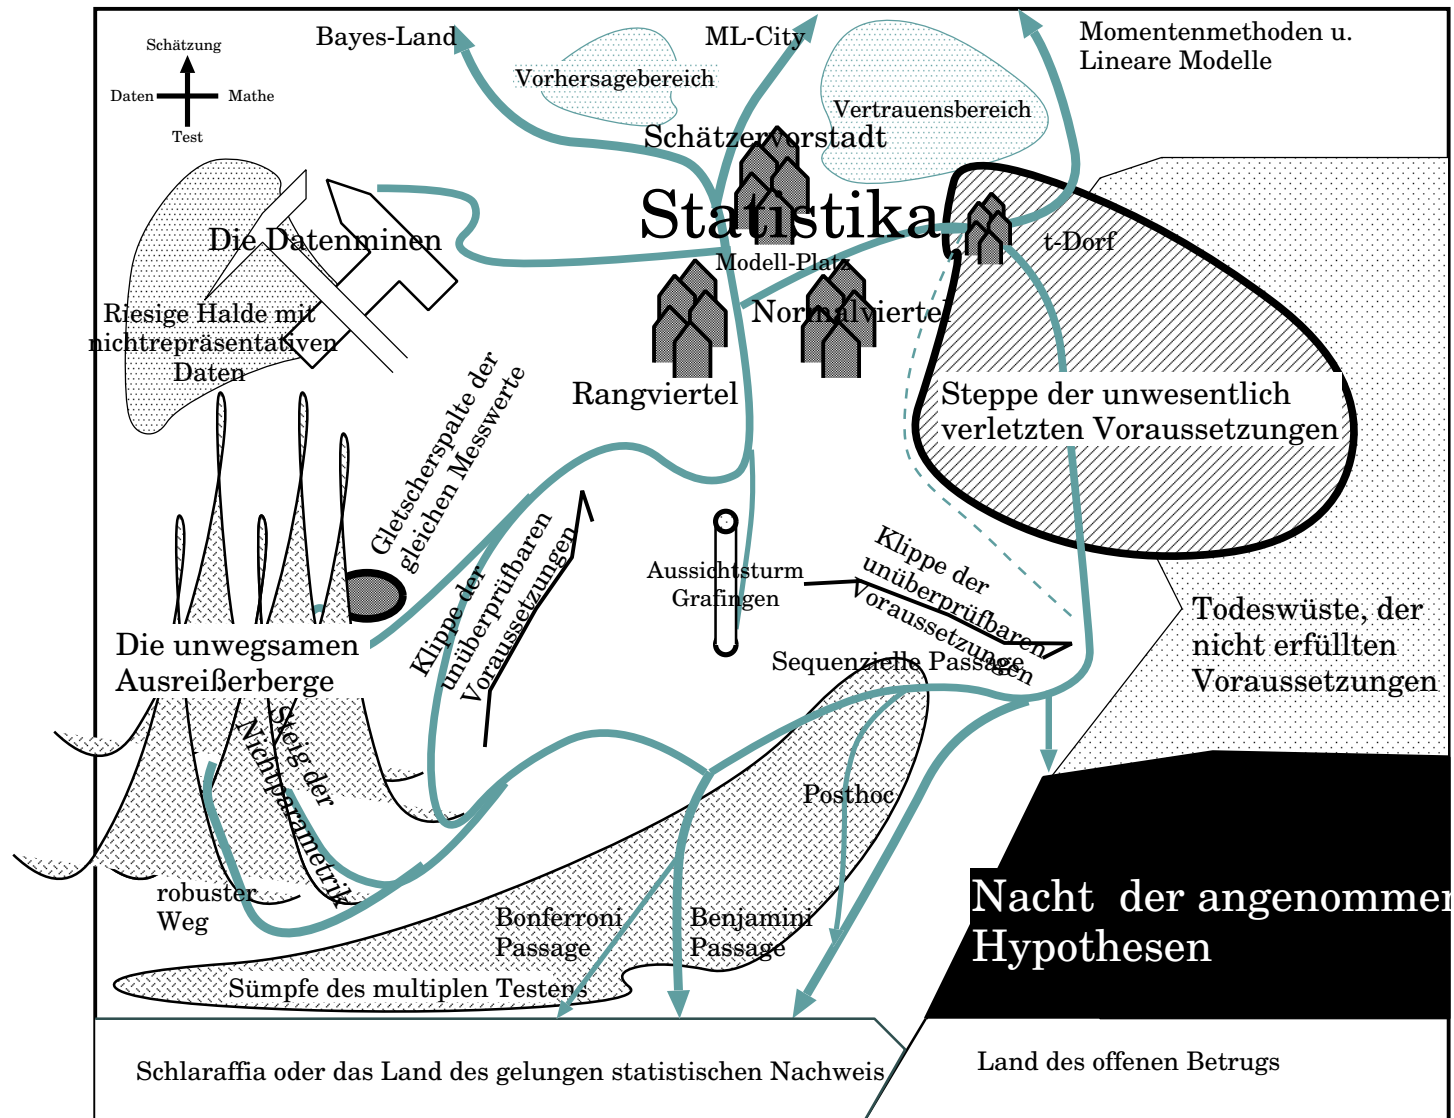 Bayes-Land
ML-City
Momentenmethoden u.
Lineare Modelle
Schätzung
Daten
Mathe
Test
Vorhersagebereich
Vertrauensbereich
Schätzervorstadt
Statistika
Die Datenminen
t-Dorf
Modell-Platz
Riesige Halde mit
nichtrepräsentativen
Daten
Normalviertel
Rangviertel
Steppe der unwesentlich
verletzten Voraussetzungen
Gletscherspalte der
gleichen Messwerte
Klippe der
unüberprüfbaren
Voraussetzungen
Aussichtsturm
Grafingen
Klippe der
unüberprüfbaren
Voraussetzungen
Todeswüste, der
nicht erfüllten
Voraussetzungen
Die unwegsamen
Ausreißerberge
Sequenzielle Passage
Steig der
Nichtparametrik
Posthoc
robuster
Weg
Bonferroni
Passage
Benjamini
Passage
Nacht der angenommen
Hypothesen
Sümpfe des multiplen Testens
Schlaraffia oder das Land des gelungen statistischen Nachweis
Land des offenen Betrugs